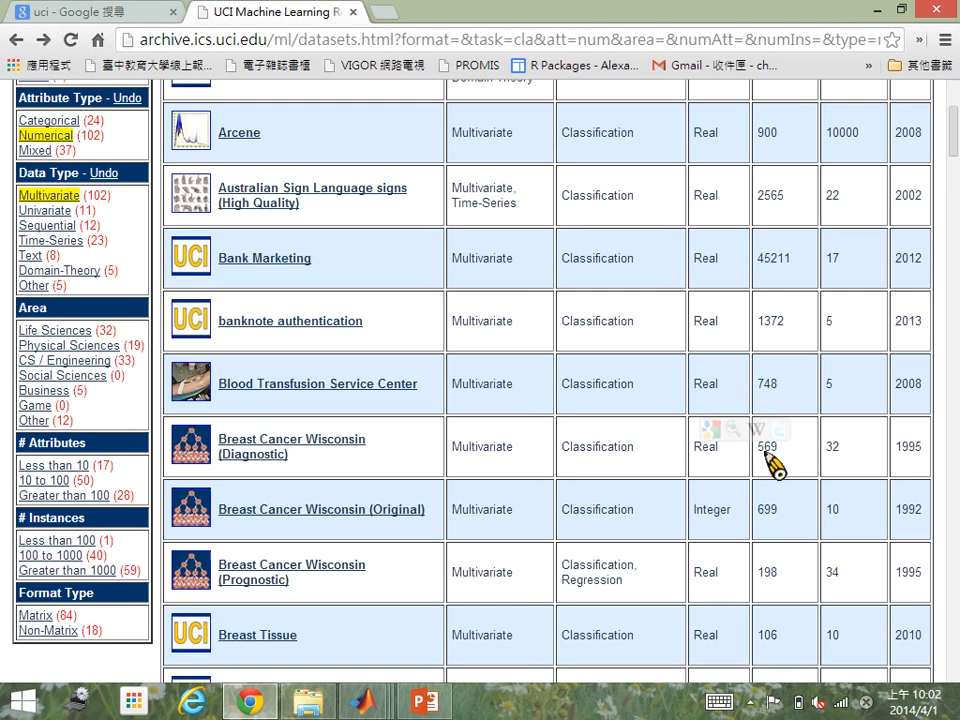 uci - Google 搜尋
UCI Machine Learning R
archive.ics.uci.edu/ml/datasets.html?format=&task=cla&att=num&area=&numAtt=&numIns=&type=
應用程式
臺中教育大學線上報...
電子雜誌書櫃
VIGOR 網路電視
PROMIS
R Packages - Alexa...
Gmail - 收件匣 - ch...
»
其他書籤
Attribute Type - Undo
Categorical (24)
Numerical (102)
Mixed (37)
Data Type - Undo
Multivariate (102)
Univariate (11)
Sequential (12)
Time-Series (23)
Text (8)
Domain-Theory (5)
Other (5)
Area
Life Sciences (32)
Physical Sciences (19)
CS / Engineering (33)
Social Sciences (0)
Business (5)
Game (0)
Other (12)
# Attributes
Less than 10 (17)
10 to 100 (50)
Greater than 100 (28)
# Instances
Less than 100 (1)
100 to 1000 (40)
Greater than 1000 (59)
Format Type
Matrix (84)
Non-Matrix (18)
Arcene Multivariate Classification Real 900 10000 2008
Australian Sign Language signs
(High Quality)
Multivariate,
Time-Series
Classification Real 2565 22 2002
UCI Bank Marketing Multivariate Classification Real 45211 17 2012
UCI banknote authentication Multivariate Classification Real 1372 5 2013
Blood Transfusion Service Center Multivariate Classification Real 748 5 2008
Breast Cancer Wisconsin
(Diagnostic)
Multivariate Classification Real 569 32 1995
W
Breast Cancer Wisconsin (Original) Multivariate Classification Integer 699 10 1992
Breast Cancer Wisconsin
(Prognostic)
Multivariate
Classification,
Regression
Real 198 34 1995
UCI Breast Tissue Multivariate Classification Real 106 10 2010
上午 10:02
2014/4/1